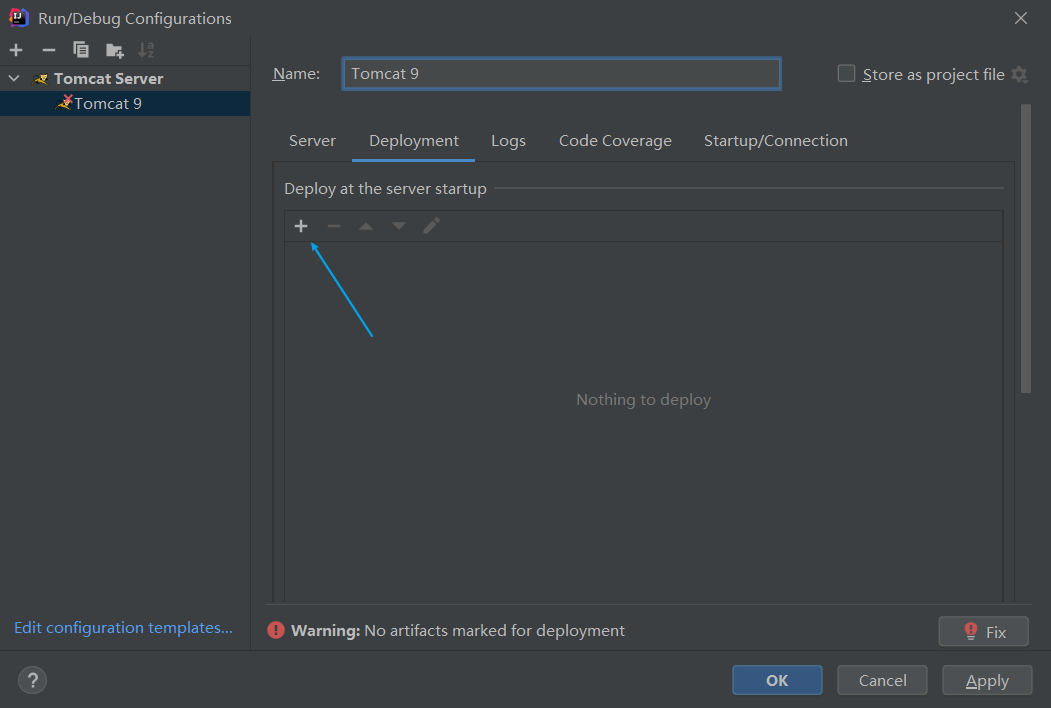 Run/Debug Configurations
Tomcat Server
Tomcat 9
Name:
Tomcat 9
Store as project file
Server
Deployment
Logs
Code Coverage
Startup/Connection
Deploy at the server startup
Nothing to deploy
Edit configuration templates...
Warning: No artifacts marked for deployment
Fix
?
OK
Cancel
Apply